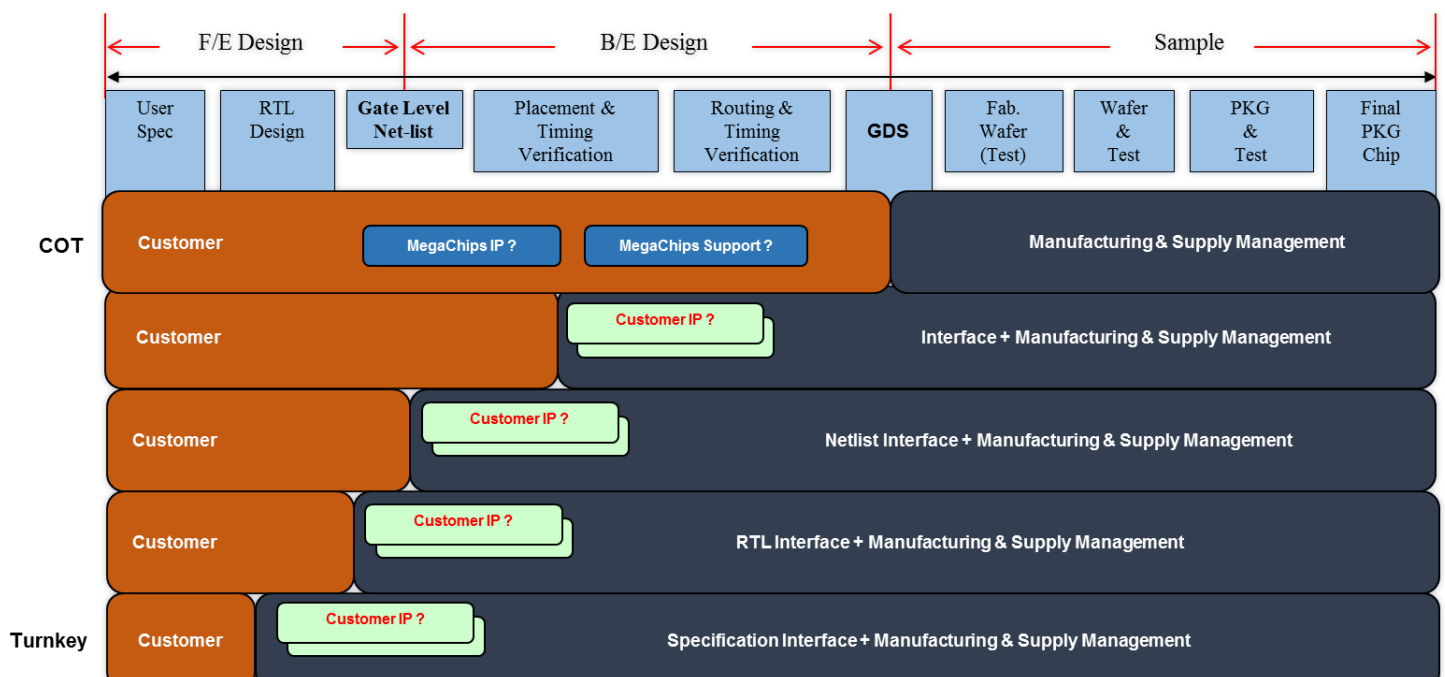 F/E Design
B/E Design
Sample
User
Spec
RTL
Design
Gate Level
Net-list
Placement &
Timing
Verification
Routing &
Timing
Verification
GDS
Fab.
Wafer
(Test)
Wafer
&
Test
PKG
&
Test
Final
PKG
Chip
COT
Customer
MegaChips IP ?
MegaChips Support ?
Manufacturing & Supply Management
Customer
Customer IP ?
Interface + Manufacturing & Supply Management
Customer
Customer IP ?
Netlist Interface + Manufacturing & Supply Management
Customer
Customer IP ?
RTL Interface + Manufacturing & Supply Management
Turnkey
Customer
Customer IP ?
Specification Interface + Manufacturing & Supply Management